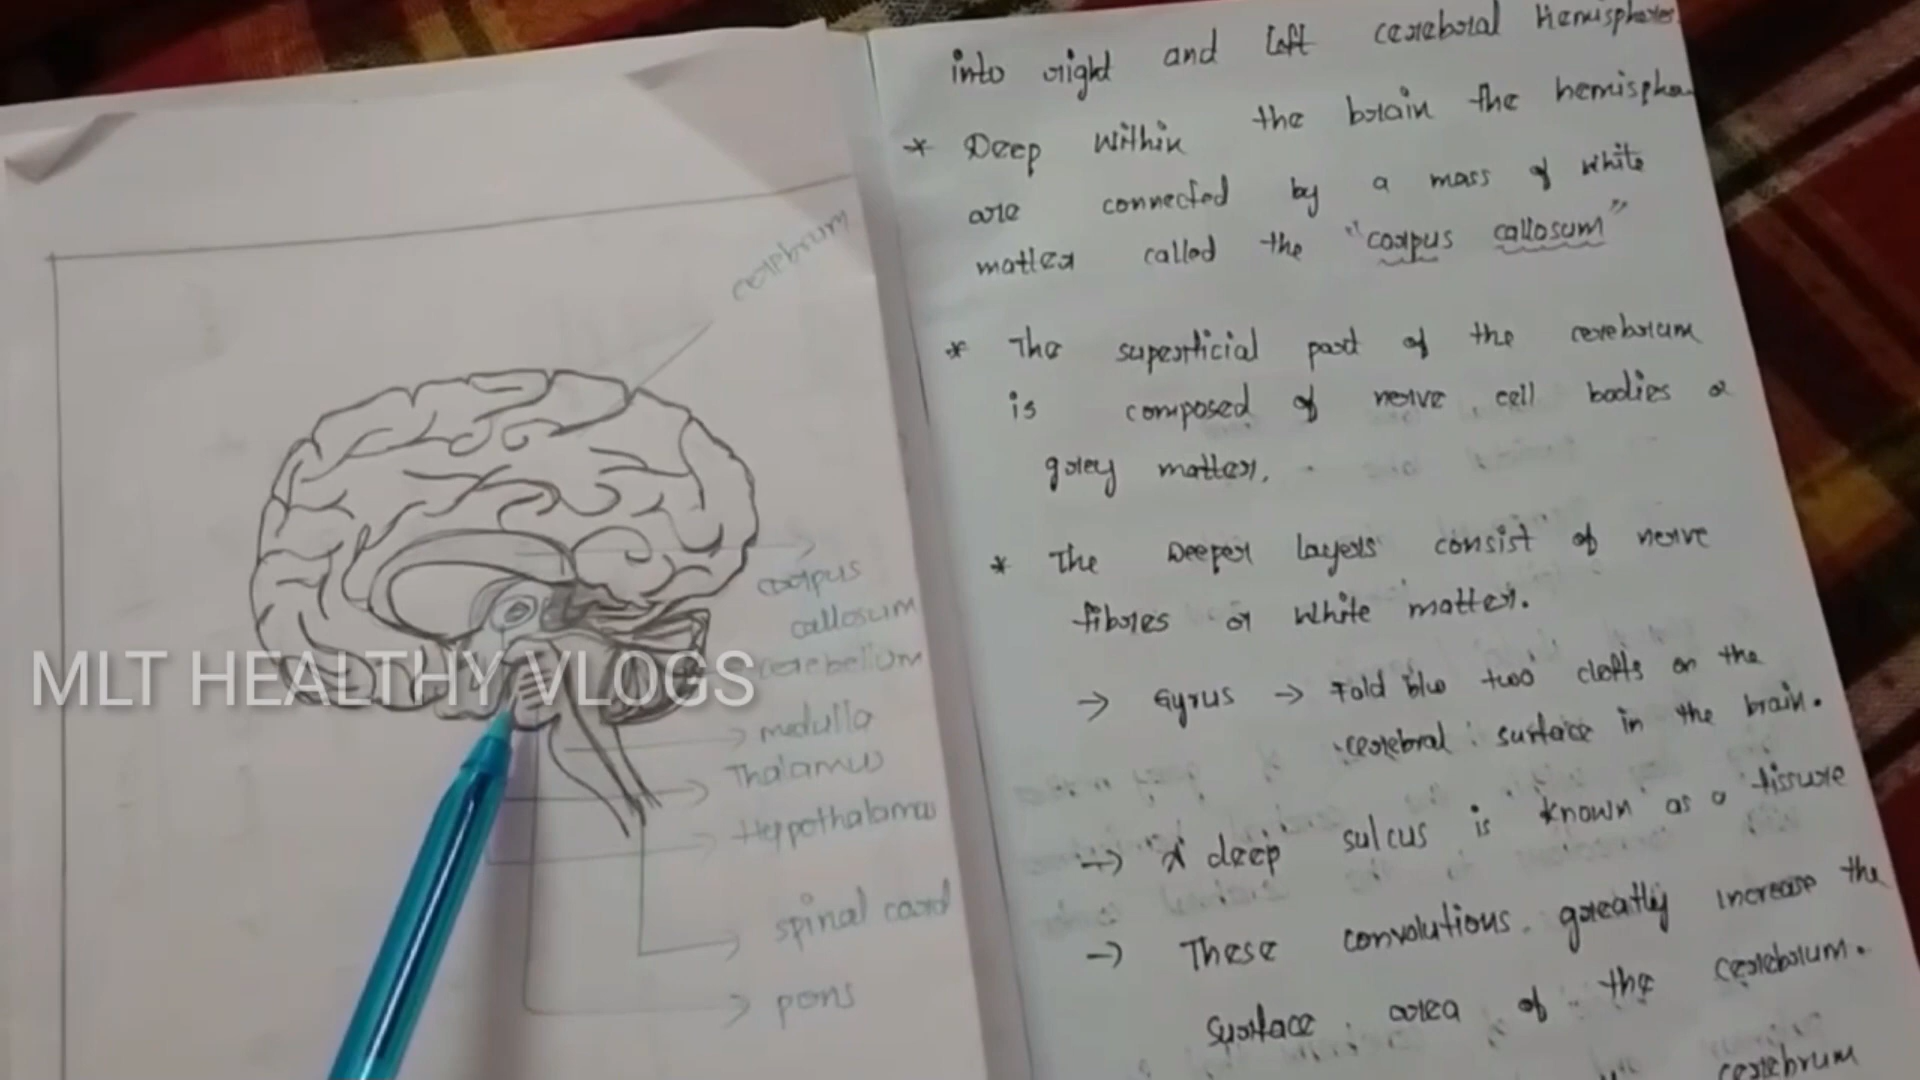 cerebrum
corpus
callosum
cerebellum
medulla
Thalamus
Hypothalamus
spinal cord
pons
MLT HEALTHY VLOGS
into right and left cerebral Hemispheres
* Deep within the brain the hemisphe
are connected by a mass of white
matter called the "corpus callosum"
* The superficial part of the cerebrum
is composed of nerve cell bodies or
grey matter.
* The Deeper layers consist of nerve
fibres or white matter.
→ Gyrus → Fold b/w two clefts on the
cerebral surface in the brain.
→ A deep sulcus is known as a fissure
→ These convolutions greatly increase the
surface area of the cerebrum.
cerebrum